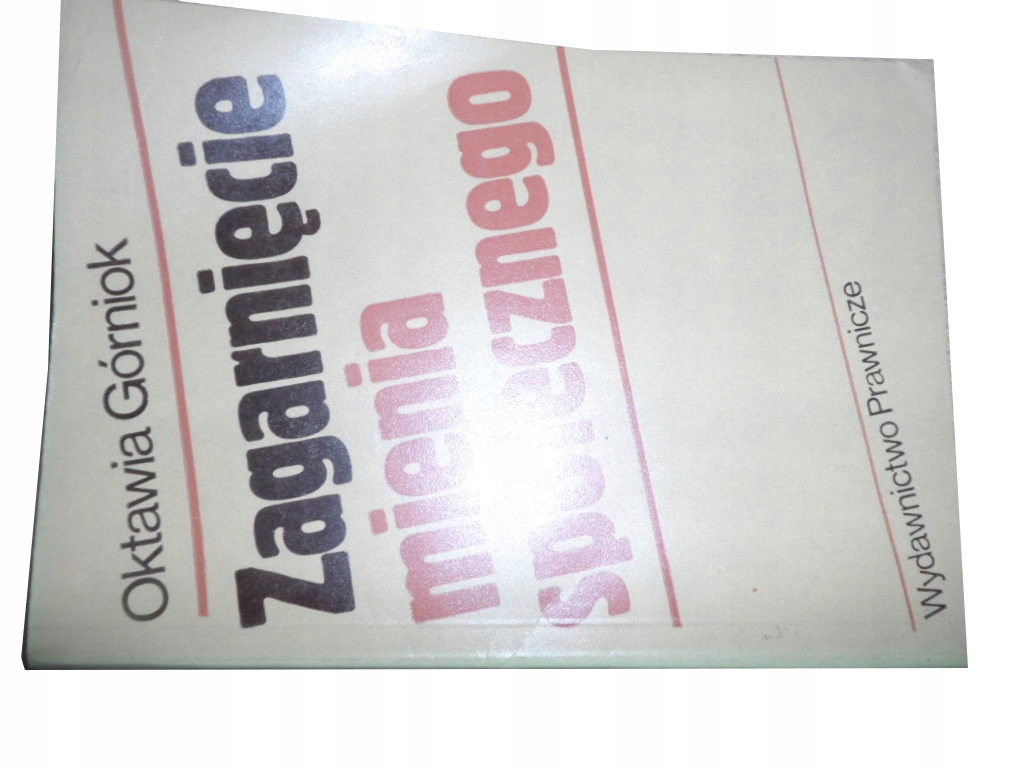 Oktawia Górniok
Zagarnięcie
mienia
społecznego
Wydawnictwo Prawnicze